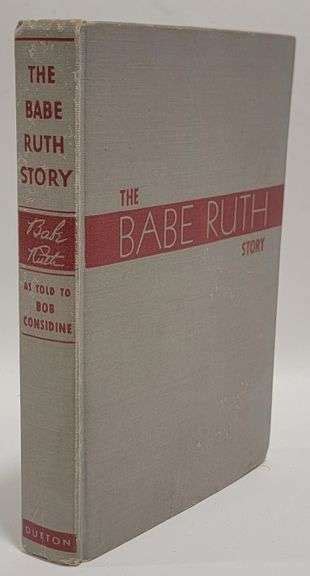 THE
BABE
RUTH
STORY
Babe
Ruth
AS TOLD TO
BOB
CONSIDINE
DUTTON
THE
BABE RUTH
STORY